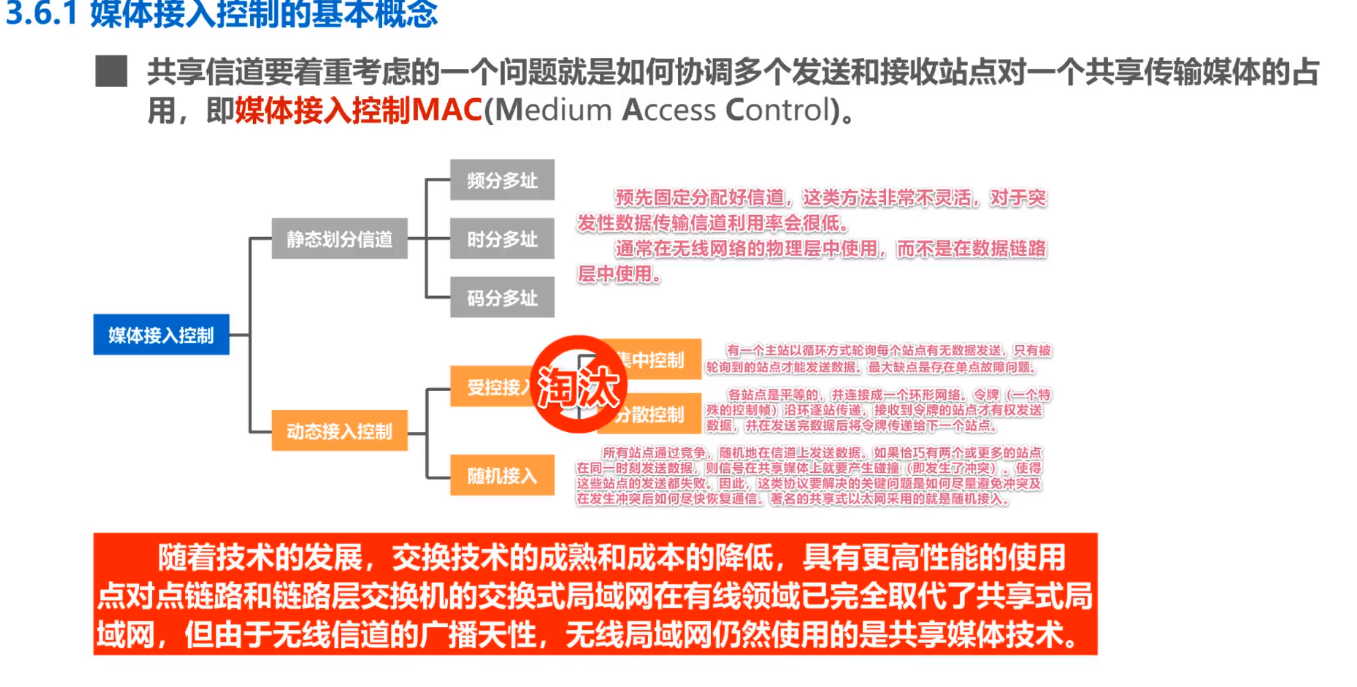 3.6.1 媒体接入控制的基本概念
共享信道要着重考虑的一个问题就是如何协调多个发送和接收站点对一个共享传输媒体的占
用，即媒体接入控制MAC(Medium Access Control)。
频分多址
预先固定分配好信道，这类方法非常不灵活，对于突
发性数据传输信道利用率会很低。
静态划分信道
时分多址
通常在无线网络的物理层中使用，而不是在数据链路
层中使用。
码分多址
媒体接入控制
集中控制
有一个主站以循环方式轮询每个站点有无数据发送，只有被
轮询到的站点才能发送数据。最大缺点是存在单点故障问题。
受控接入
淘汰
分散控制
各站点是平等的，并连接成一个环形网络。令牌（一个特
殊的控制帧）沿环逐站传递，接收到令牌的站点才有权发送
数据，并在发送完数据后将令牌传递给下一个站点。
动态接入控制
随机接入
所有站点通过竞争，随机地在信道上发送数据。如果恰巧有两个或更多的站点
在同一时刻发送数据，则信号在共享媒体上就要产生碰撞（即发生了冲突），使得
这些站点的发送都失败。因此，这类协议要解决的关键问题是如何尽量避免冲突及
在发生冲突后如何尽快恢复通信。著名的共享式以太网采用的就是随机接入。
随着技术的发展，交换技术的成熟和成本的降低，具有更高性能的使用
点对点链路和链路层交换机的交换式局域网在有线领域已完全取代了共享式局
域网，但由于无线信道的广播天性，无线局域网仍然使用的是共享媒体技术。